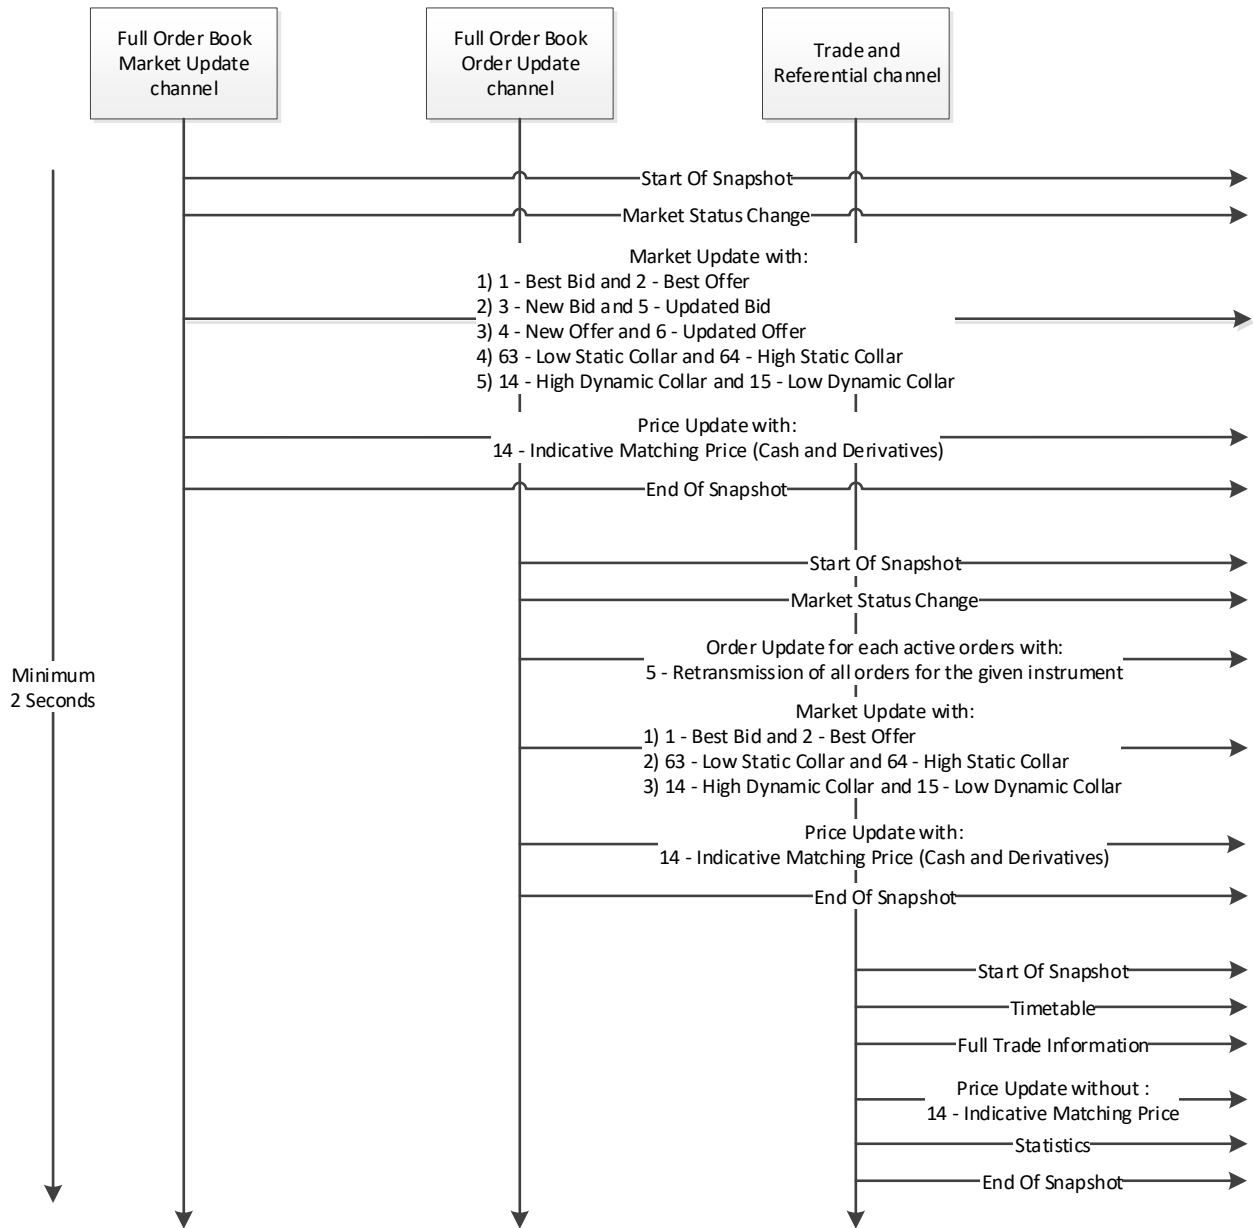 Full Order Book
Market Update
channel
Full Order Book
Order Update
channel
Trade and
Referential channel
Start Of Snapshot
Market Status Change
Market Update with:
1) 1 - Best Bid and 2 - Best Offer
2) 3 - New Bid and 5 - Updated Bid
3) 4 - New Offer and 6 - Updated Offer
4) 63 - Low Static Collar and 64 - High Static Collar
5) 14 - High Dynamic Collar and 15 - Low Dynamic Collar
Price Update with:
14 - Indicative Matching Price (Cash and Derivatives)
End Of Snapshot
Start Of Snapshot
Market Status Change
Order Update for each active orders with:
5 - Retransmission of all orders for the given instrument
Minimum
2 Seconds
Market Update with:
1) 1 - Best Bid and 2 - Best Offer
2) 63 - Low Static Collar and 64 - High Static Collar
3) 14 - High Dynamic Collar and 15 - Low Dynamic Collar
Price Update with:
14 - Indicative Matching Price (Cash and Derivatives)
End Of Snapshot
Start Of Snapshot
Timetable
Full Trade Information
Price Update without :
14 - Indicative Matching Price
Statistics
End Of Snapshot